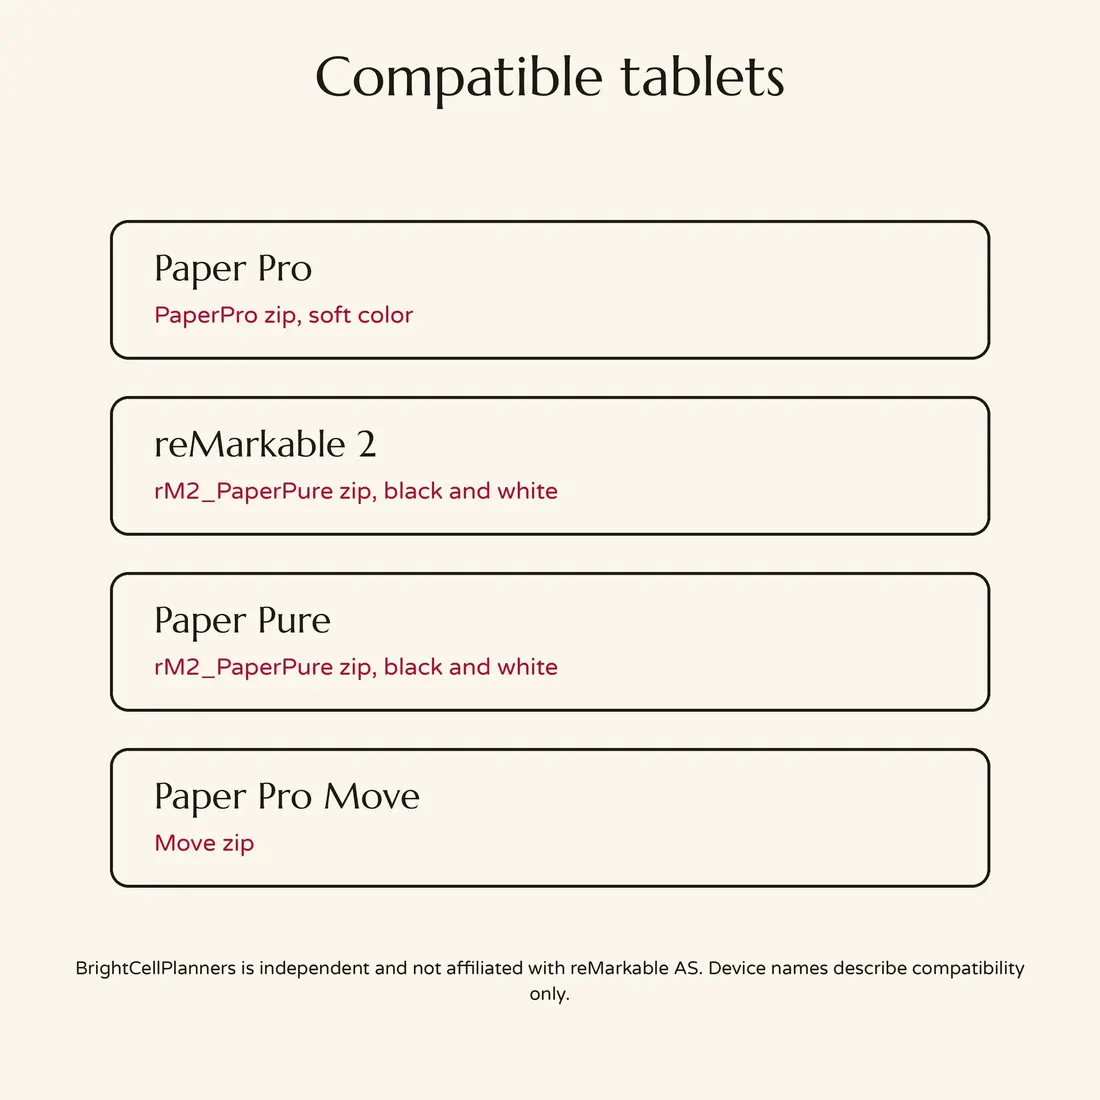 Compatible tablets
Paper Pro
PaperPro zip, soft color
reMarkable 2
rM2_PaperPure zip, black and white
Paper Pure
rM2_PaperPure zip, black and white
Paper Pro Move
Move zip
BrightCellPlanners is independent and not affiliated with reMarkable AS. Device names describe compatibility
only.